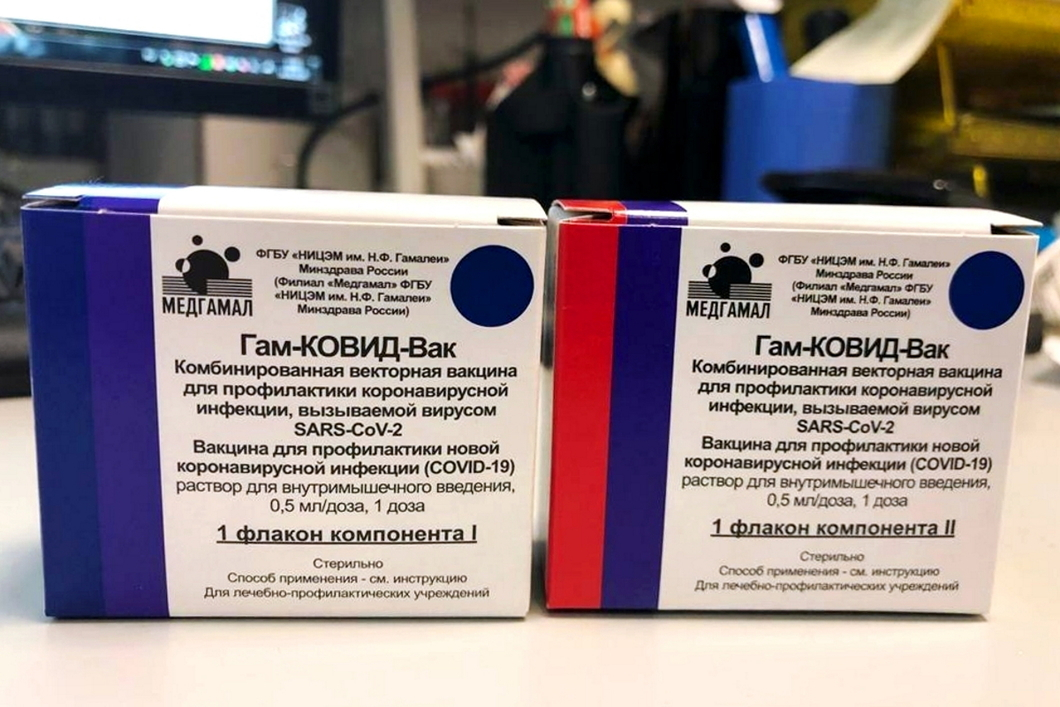 МЕДГАМАЛ
ФГБУ «НИЦЭМ им. Н.Ф. Гамалеи»
Минздрава России
(Филиал «Медгамал» ФГБУ
«НИЦЭМ им. Н.Ф. Гамалеи»
Минздрава России)
Гам-КОВИД-Вак
Комбинированная векторная вакцина
для профилактики коронавирусной
инфекции, вызываемой вирусом
SARS-CoV-2
Вакцина для профилактики новой
коронавирусной инфекции (COVID-19)
раствор для внутримышечного введения,
0,5 мл/доза, 1 доза
1 флакон компонента I
Стерильно
Способ применения - см. инструкцию
Для лечебно-профилактических учреждений
МЕДГАМАЛ
ФГБУ «НИЦЭМ им. Н.Ф. Гамалеи»
Минздрава России
(Филиал «Медгамал» ФГБУ
«НИЦЭМ им. Н.Ф. Гамалеи»
Минздрава России)
Гам-КОВИД-Вак
Комбинированная векторная вакцина
для профилактики коронавирусной
инфекции, вызываемой вирусом
SARS-CoV-2
Вакцина для профилактики новой
коронавирусной инфекции (COVID-19)
раствор для внутримышечного введения,
0,5 мл/доза, 1 доза
1 флакон компонента II
Стерильно
Способ применения - см. инструкцию
Для лечебно-профилактических учреждений